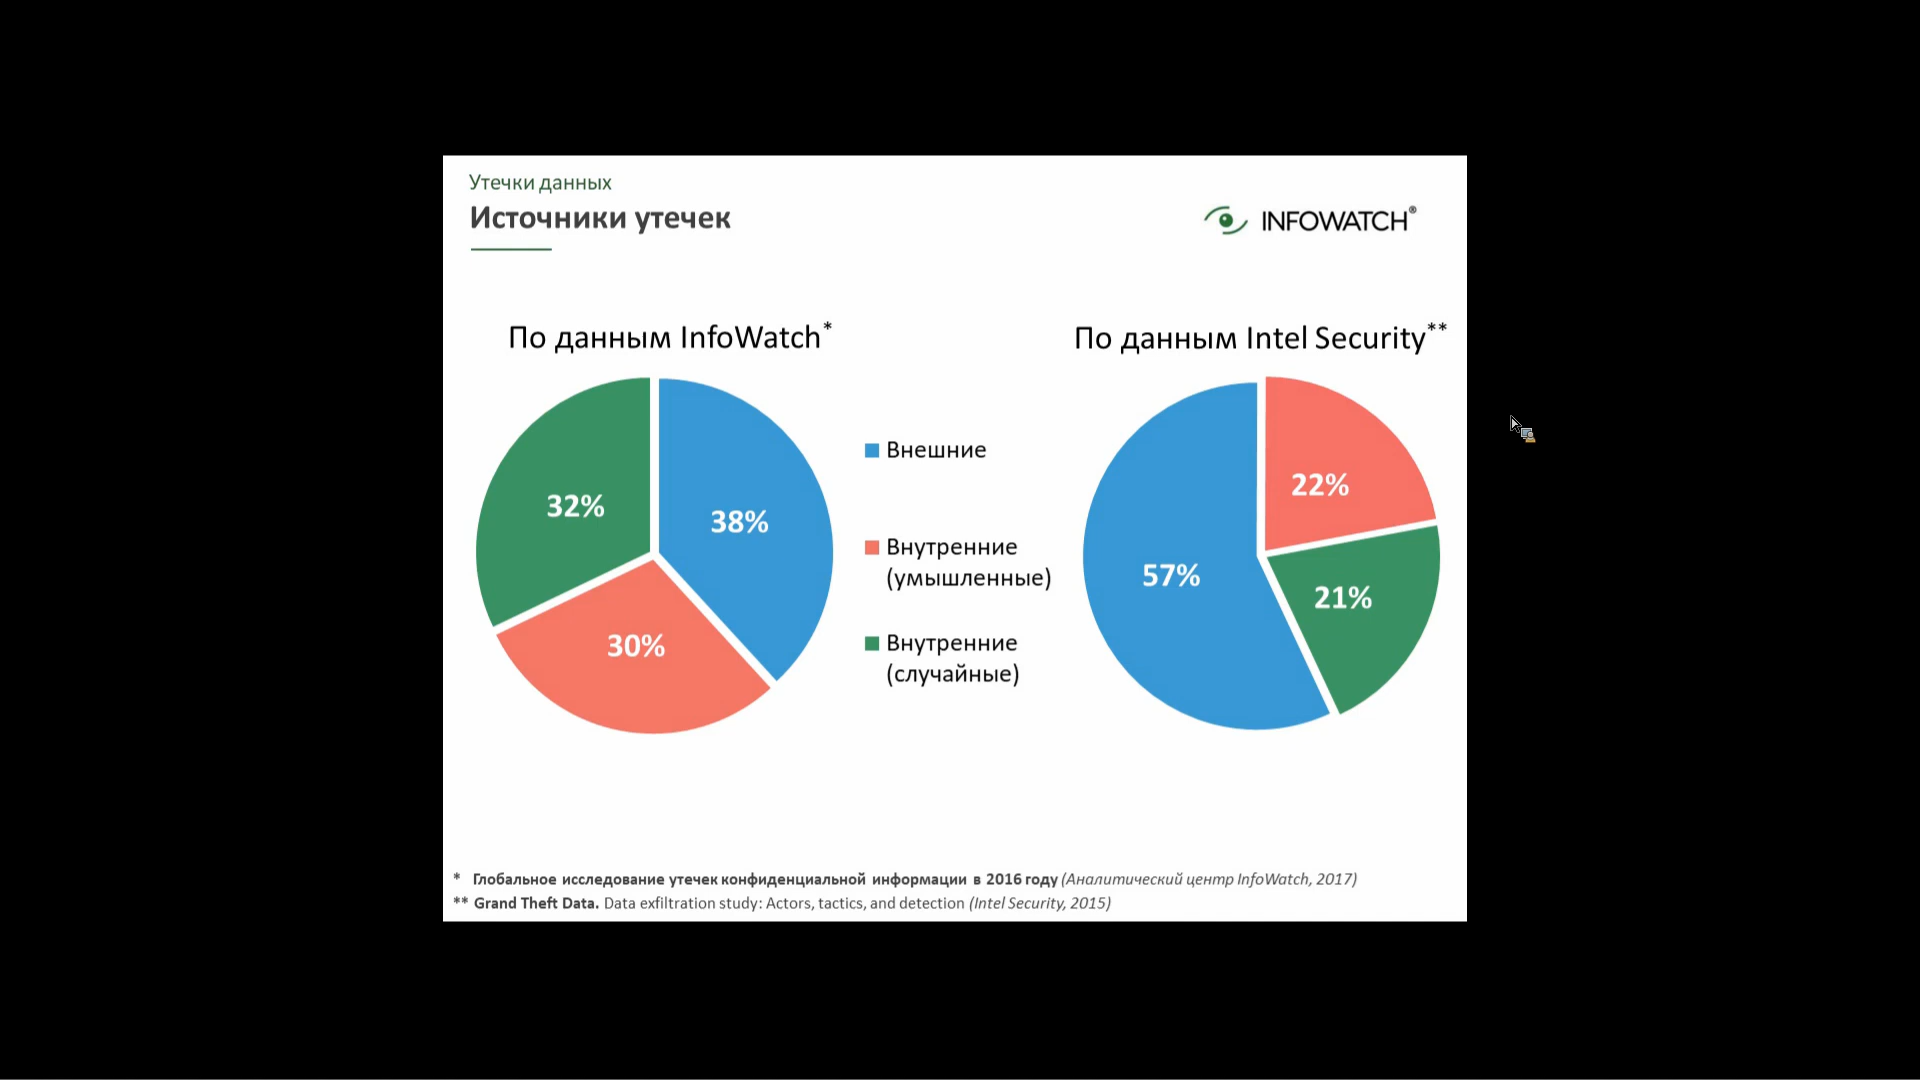 Утечки данных
Источники утечек
INFOWATCH®
По данным InfoWatch*
По данным Intel Security**
32%
38%
30%
Внешние
Внутренние
(умышленные)
Внутренние
(случайные)
22%
57%
21%
* Глобальное исследование утечек конфиденциальной информации в 2016 году (Аналитический центр InfoWatch, 2017)
** Grand Theft Data. Data exfiltration study: Actors, tactics, and detection (Intel Security, 2015)